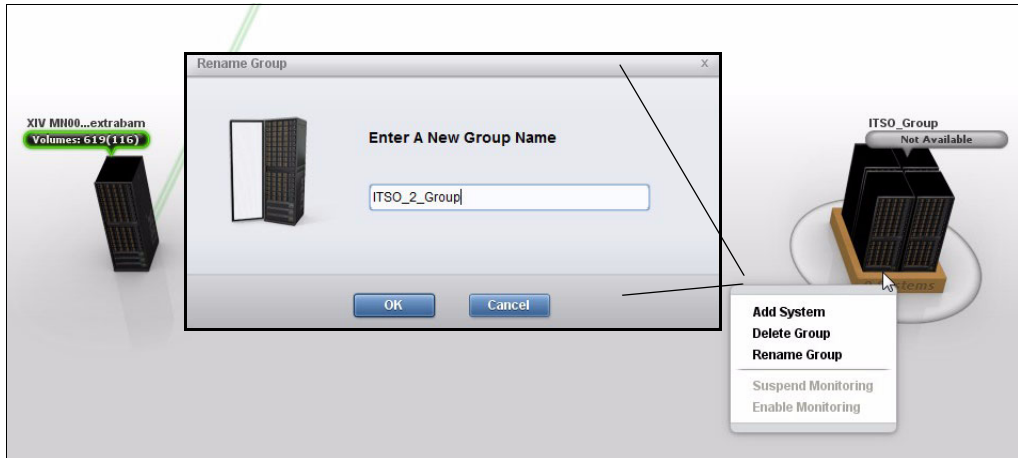 Rename Group
x
XIV MN00...extrabam
Volumes: 619(116)
Enter A New Group Name
ITSO_2_Group
OK
Cancel
ITSO_Group
Not Available
Add System
Delete Group
Rename Group
Suspend Monitoring
Enable Monitoring